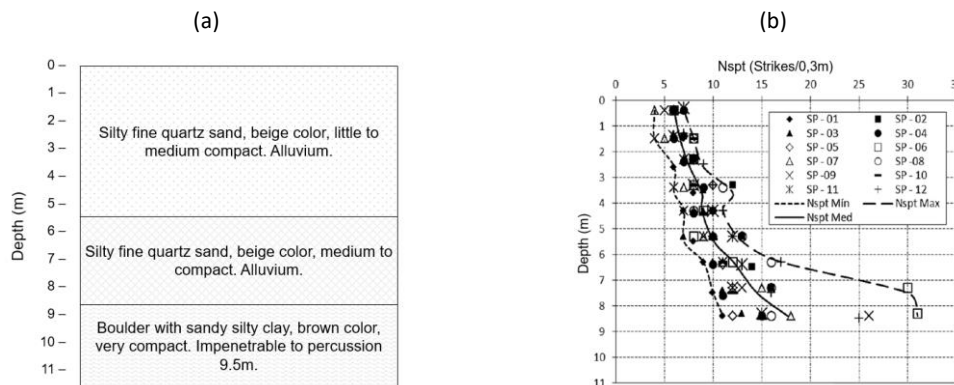 (a)
0
1
2
3
4
5
6
7
8
9
10
11
Depth (m)
Silty fine quartz sand, beige color, little to
medium compact. Alluvium.
Silty fine quartz sand, beige color, medium to
compact. Alluvium.
Boulder with sandy silty clay, brown color,
very compact. Impenetrable to percussion
9.5m.
(b)
Nspt (Strikes/0,3m)
0 5 10 15 20 25 30 35
0
1
2
3
4
5
6
7
8
9
10
11
Depth (m)
SP - 01 SP - 02
SP - 03 SP - 04
SP - 05 SP - 06
SP - 07 SP - 08
SP - 09 SP - 10
SP - 11 SP - 12
Nspt Mín Nspt Max
Nspt Med